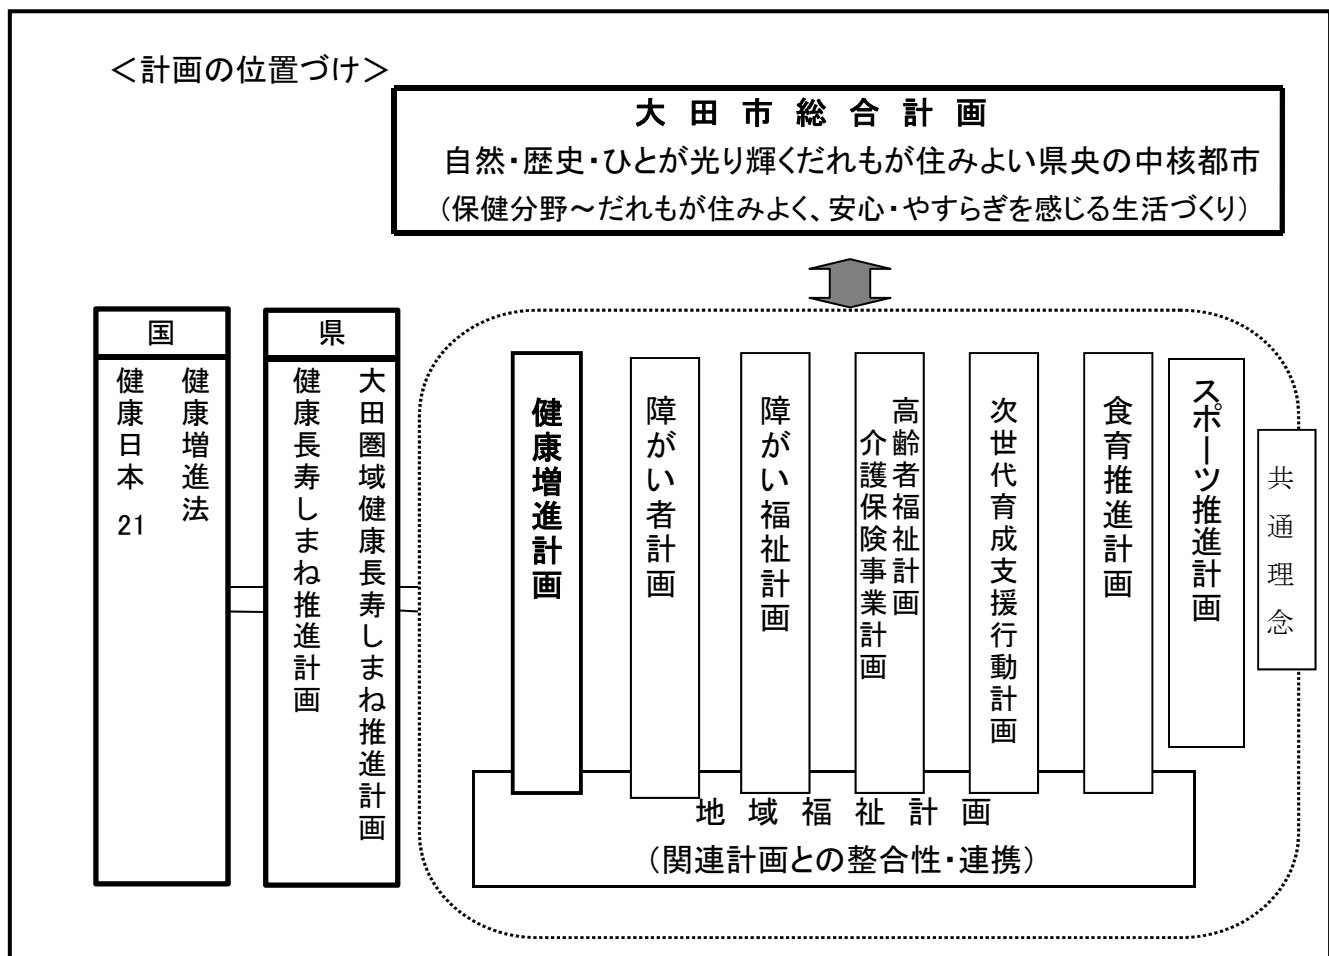 ＜計画の位置づけ＞
大田市総合計画
自然・歴史・ひとが光り輝くだれもが住みよい県央の中核都市
（保健分野～だれもが住みよく、安心・やすらぎを感じる生活づくり）
国
健康増進法
健康日本21
県
大田圏域健康長寿しまね推進計画
健康長寿しまね推進計画
健康増進計画
障がい者計画
障がい福祉計画
高齢者福祉計画
介護保険事業計画
次世代育成支援行動計画
食育推進計画
スポーツ推進計画
共通理念
地域福祉計画
（関連計画との整合性・連携）